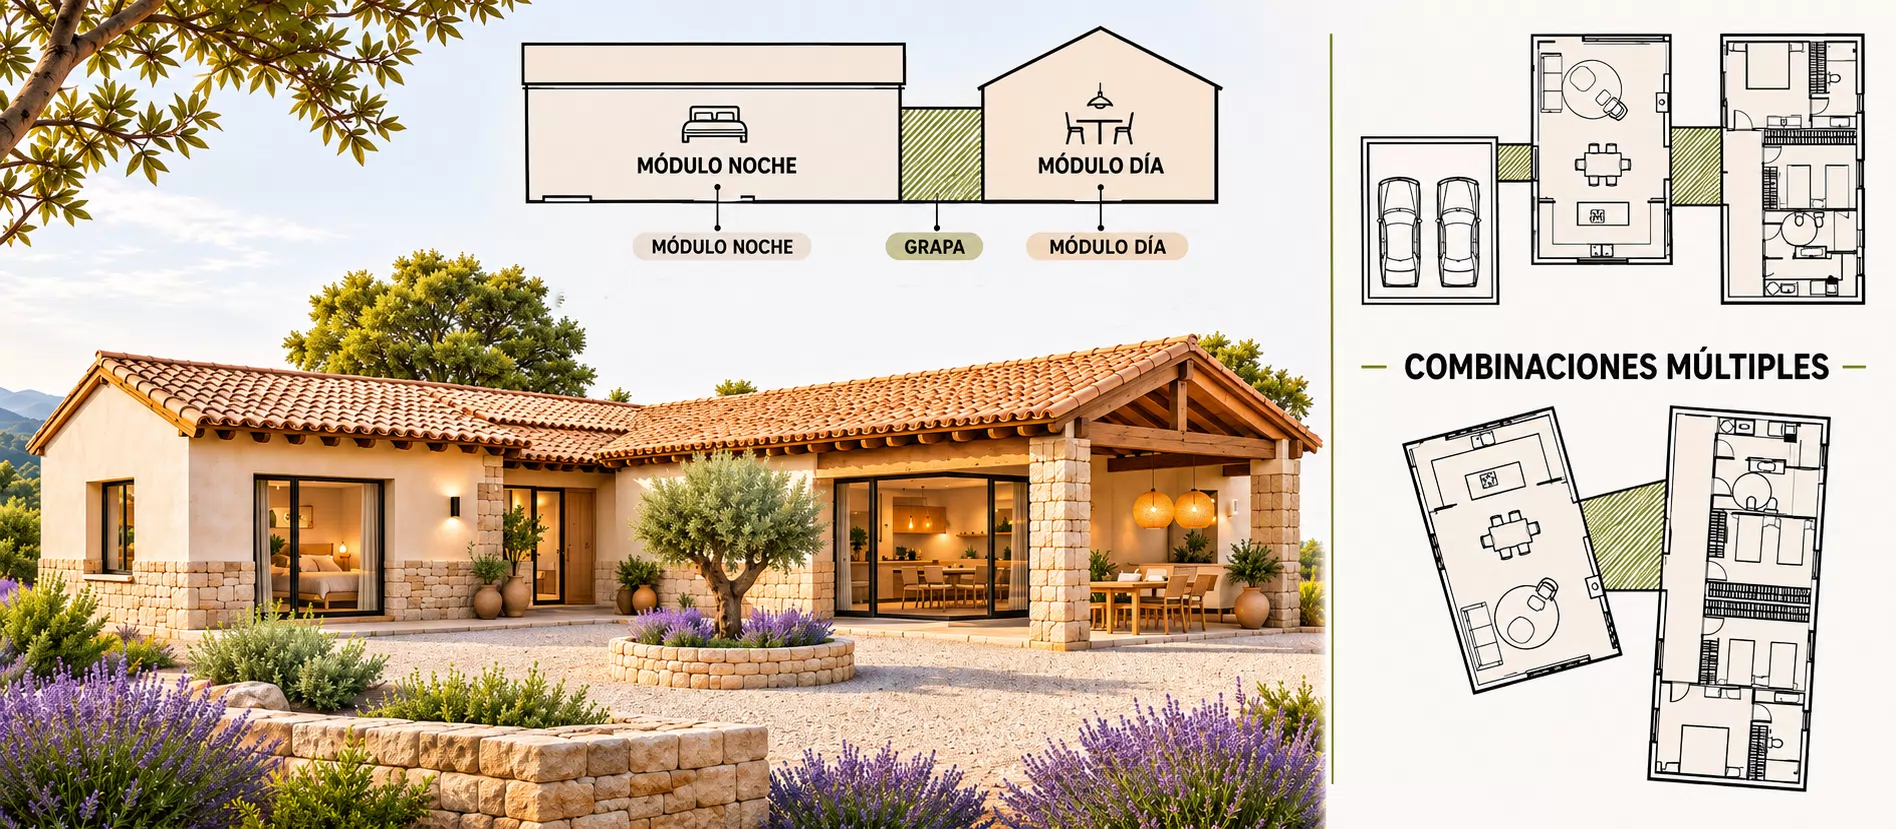 MÓDULO NOCHE
MÓDULO DÍA
MÓDULO NOCHE
GRAPA
MÓDULO DÍA
COMBINACIONES MÚLTIPLES